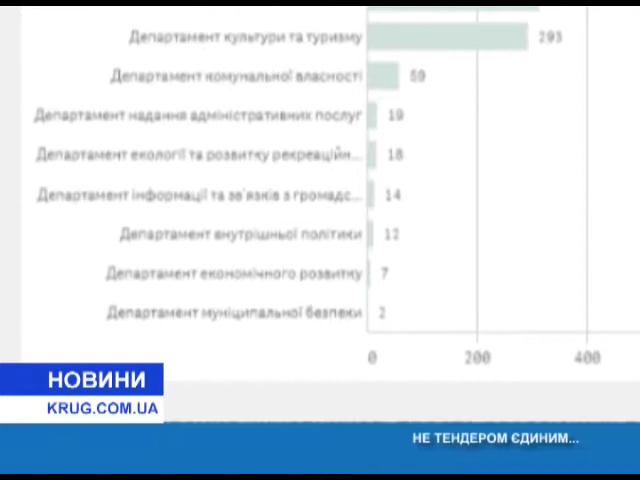 Департамент культури та туризму 293
Департамент комунальної власності 59
Департамент надання адміністративних послуг 19
Департамент екології та розвитку рекреаційн... 18
Департамент інформації та зв'язків з громадс... 14
Департамент внутрішньої політики 12
Департамент економічного розвитку 7
Департамент муніципальної безпеки 2
0 200 400
НОВИНИ
KRUG.COM.UA
НЕ ТЕНДЕРОМ ЄДИНИМ...